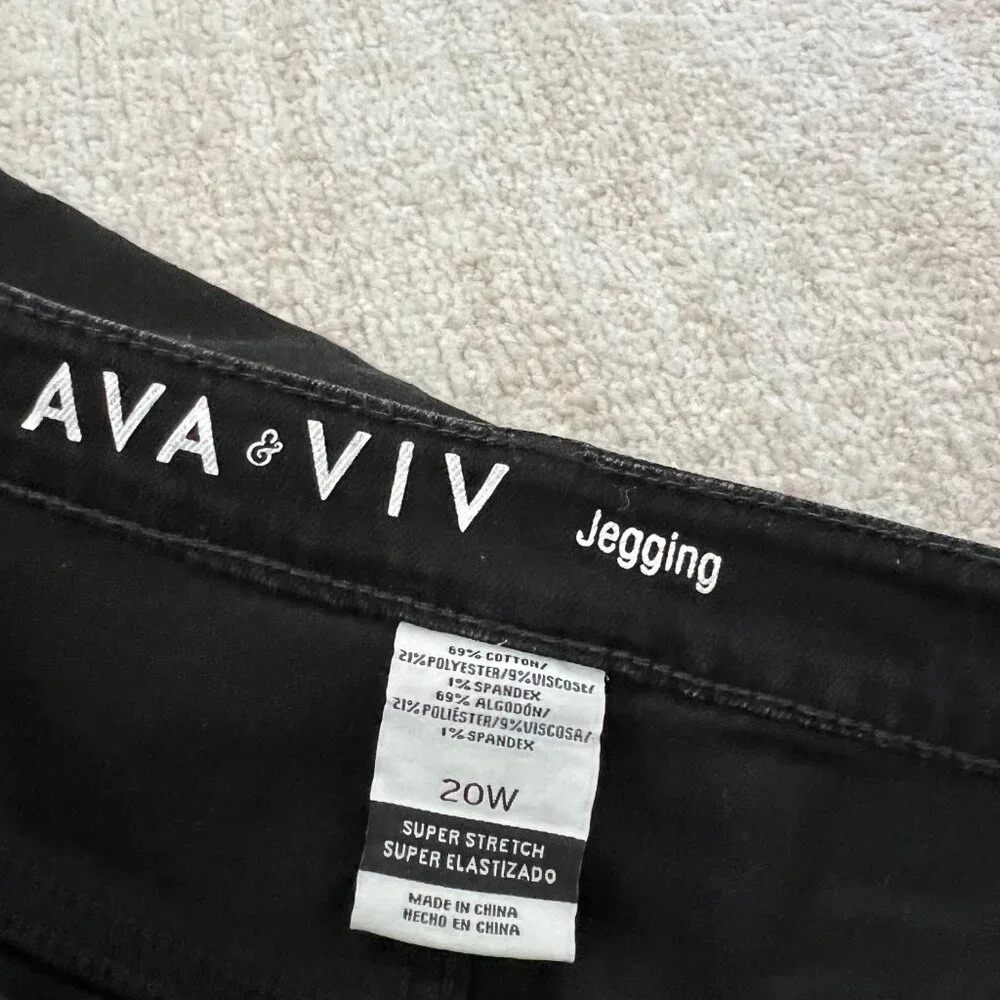 AVA & VIV Jegging
69% COTTON/
21% POLYESTER/9% VISCOSE/
1% SPANDEX
69% ALGODÓN/
21% POLIÉSTER/9% VISCOSA/
1% SPANDEX
20W
SUPER STRETCH
SUPER ELASTIZADO
MADE IN CHINA
HECHO EN CHINA